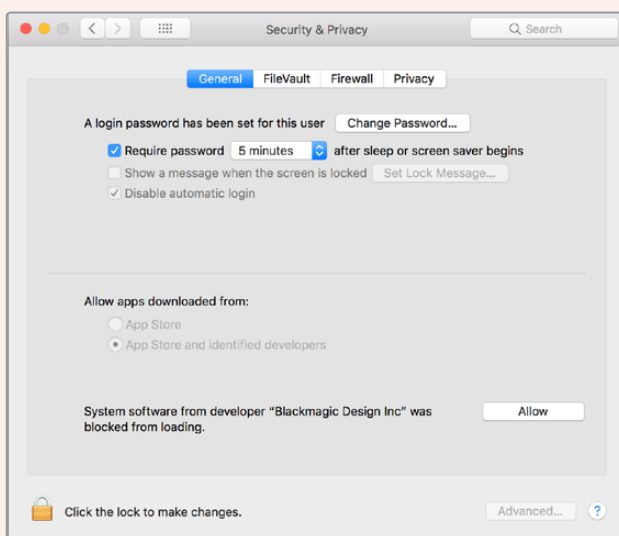 Security & Privacy
Search
General FileVault Firewall Privacy
A login password has been set for this user Change Password...
Require password 5 minutes after sleep or screen saver begins
Show a message when the screen is locked Set Lock Message...
Disable automatic login
Allow apps downloaded from:
App Store
App Store and identified developers
System software from developer “Blackmagic Design Inc” was Allow
blocked from loading.
Click the lock to make changes. Advanced... ?